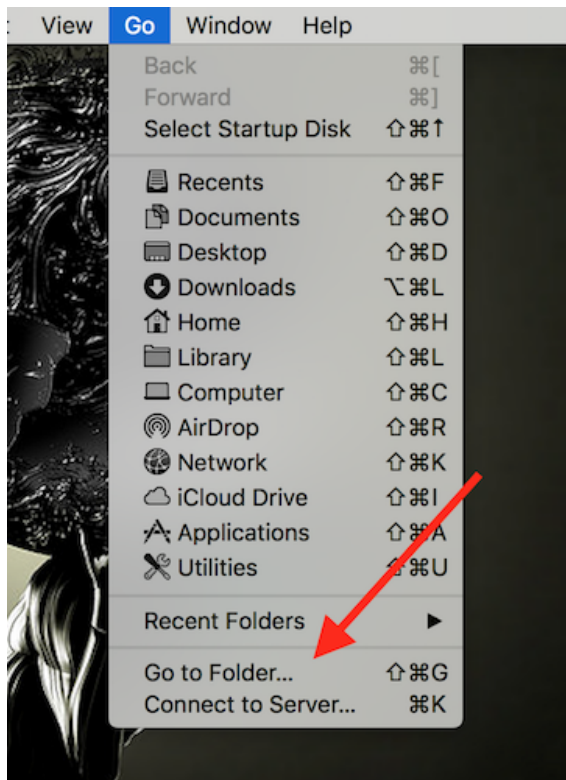 View Go Window Help
Back ⌘[
Forward ⌘]
Select Startup Disk ⇧⌘↑
Recents ⇧⌘F
Documents ⇧⌘O
Desktop ⇧⌘D
Downloads ⌥⌘L
Home ⇧⌘H
Library ⇧⌘L
Computer ⇧⌘C
AirDrop ⇧⌘R
Network ⇧⌘K
iCloud Drive ⇧⌘I
Applications ⇧⌘A
Utilities ⇧⌘U
Recent Folders ▶
Go to Folder... ⇧⌘G
Connect to Server... ⌘K